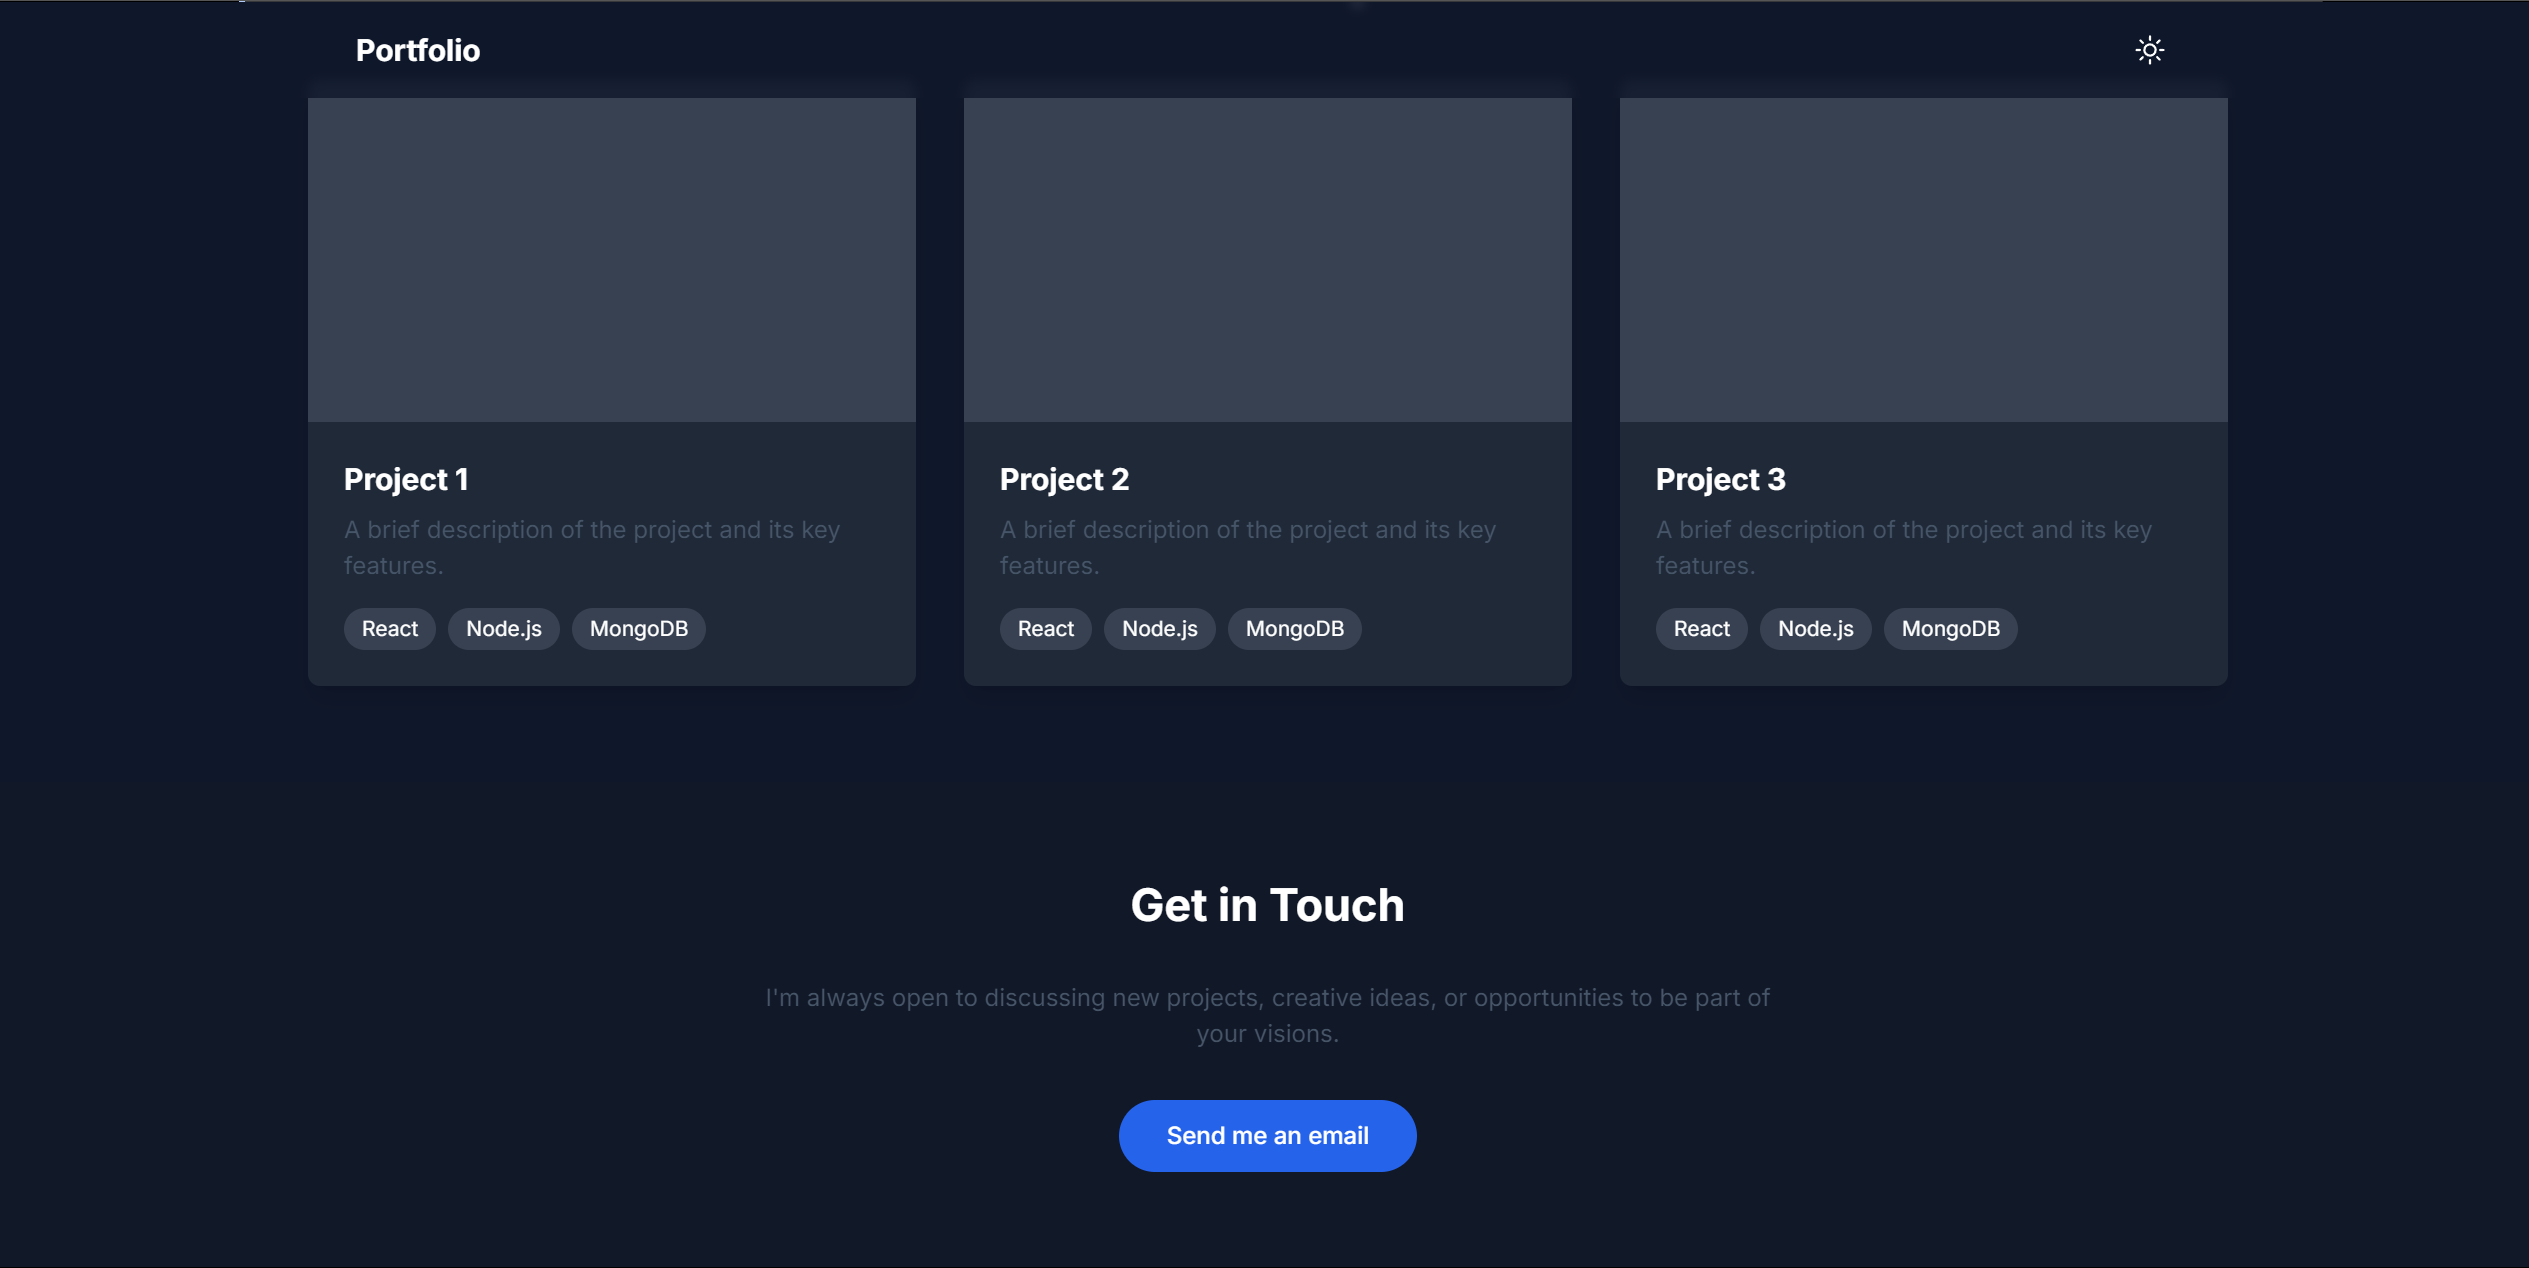 Portfolio
Project 1
A brief description of the project and its key
features.
React Node.js MongoDB
Project 2
A brief description of the project and its key
features.
React Node.js MongoDB
Project 3
A brief description of the project and its key
features.
React Node.js MongoDB
Get in Touch
I'm always open to discussing new projects, creative ideas, or opportunities to be part of
your visions.
Send me an email